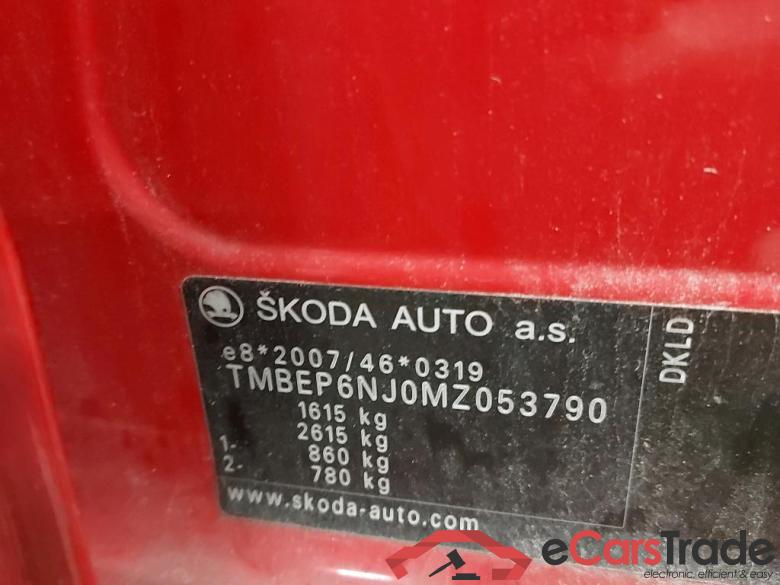 ŠKODA AUTO a.s.
e8*2007/46*0319
TMBEP6NJ0MZ053790
1615 kg
2615 kg
1- 860 kg
2- 780 kg
www.skoda-auto.com
DKLD
eCarsTrade
electronic, efficient & easy